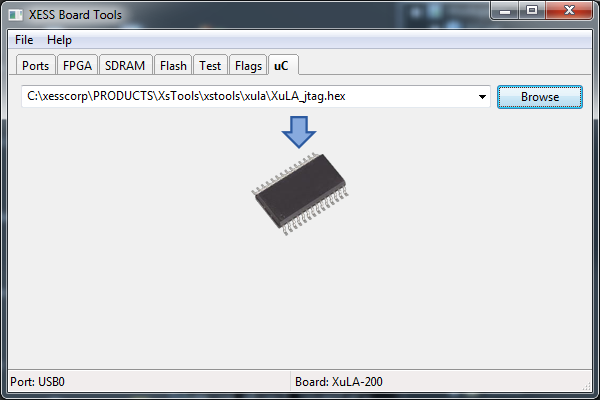 XESS Board Tools
File Help
Ports FPGA SDRAM Flash Test Flags uC
C:\xesscorp\PRODUCTS\XsTools\xstools\xula\XuLA_jtag.hex Browse
Port: USB0 Board: XuLA-200